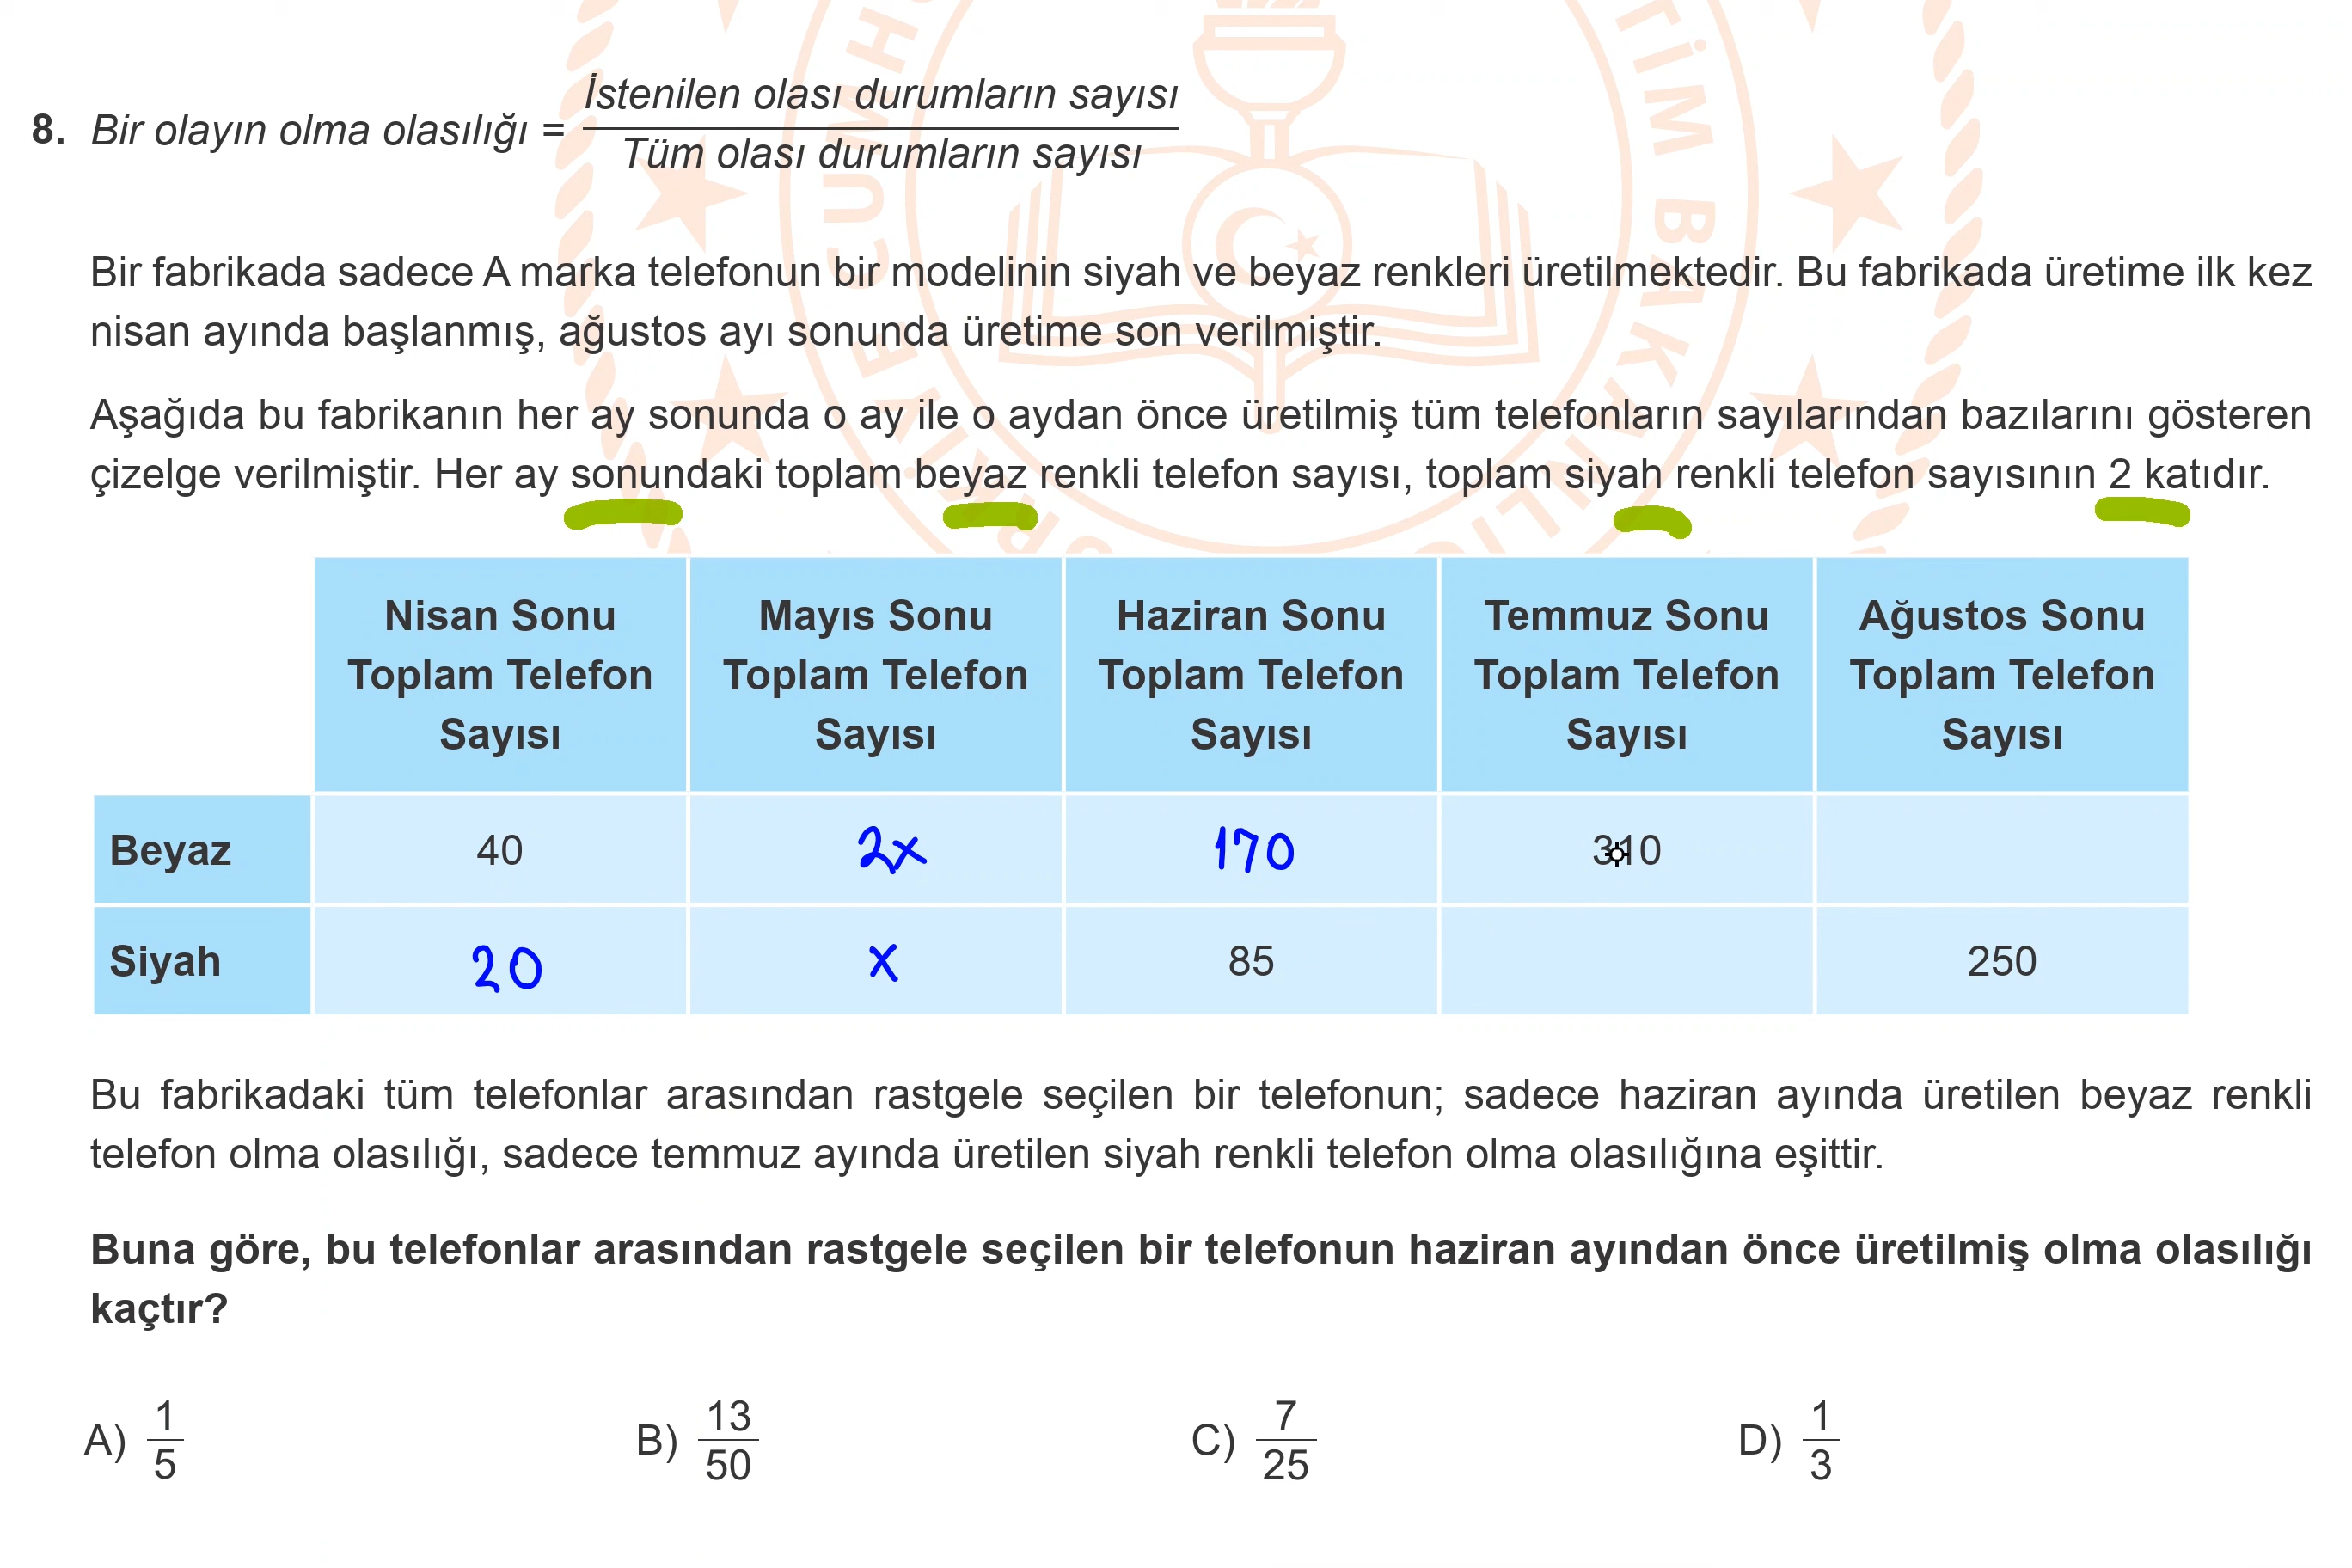 8. Bir olayın olma olasılığı = İstenilen olası durumların sayısı
Tüm olası durumların sayısı
Bir fabrikada sadece A marka telefonun bir modelinin siyah ve beyaz renkleri üretilmektedir. Bu fabrikada üretime ilk kez
nisan ayında başlanmış, ağustos ayı sonunda üretime son verilmiştir.
Aşağıda bu fabrikanın her ay sonunda o ay ile o aydan önce üretilmiş tüm telefonların sayılarından bazılarını gösteren
çizelge verilmiştir. Her ay sonundaki toplam beyaz renkli telefon sayısı, toplam siyah renkli telefon sayısının 2 katıdır.
Nisan Sonu Mayıs Sonu Haziran Sonu Temmuz Sonu Ağustos Sonu
Toplam Telefon Toplam Telefon Toplam Telefon Toplam Telefon Toplam Telefon
Sayısı Sayısı Sayısı Sayısı Sayısı
Beyaz 40 2x 170 310
Siyah 20 x 85 250
Bu fabrikadaki tüm telefonlar arasından rastgele seçilen bir telefonun; sadece haziran ayında üretilen beyaz renkli
telefon olma olasılığı, sadece temmuz ayında üretilen siyah renkli telefon olma olasılığına eşittir.
Buna göre, bu telefonlar arasından rastgele seçilen bir telefonun haziran ayından önce üretilmiş olma olasılığı
kaçtır?
A) 1/5 B) 13/50 C) 7/25 D) 1/3